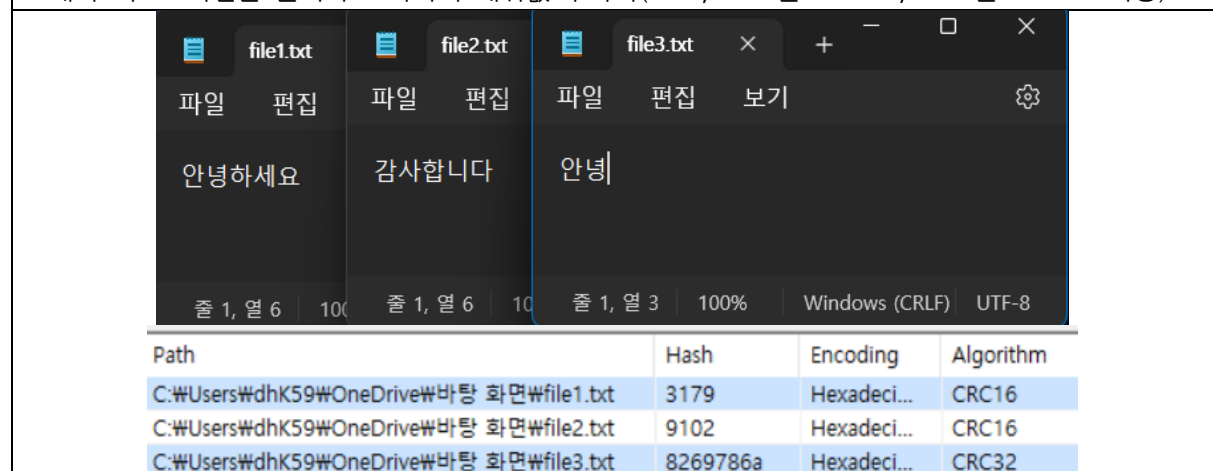 file1.txt file2.txt file3.txt
파일 편집 파일 편집 파일 편집 보기
안녕하세요 감사합니다 안녕
줄 1, 열 6 줄 1, 열 6 줄 1, 열 3 100% Windows (CRLF) UTF-8
Path Hash Encoding Algorithm
C:₩Users₩dhK59₩OneDrive₩바탕 화면₩file1.txt 3179 Hexadeci... CRC16
C:₩Users₩dhK59₩OneDrive₩바탕 화면₩file2.txt 9102 Hexadeci... CRC16
C:₩Users₩dhK59₩OneDrive₩바탕 화면₩file3.txt 8269786a Hexadeci... CRC32